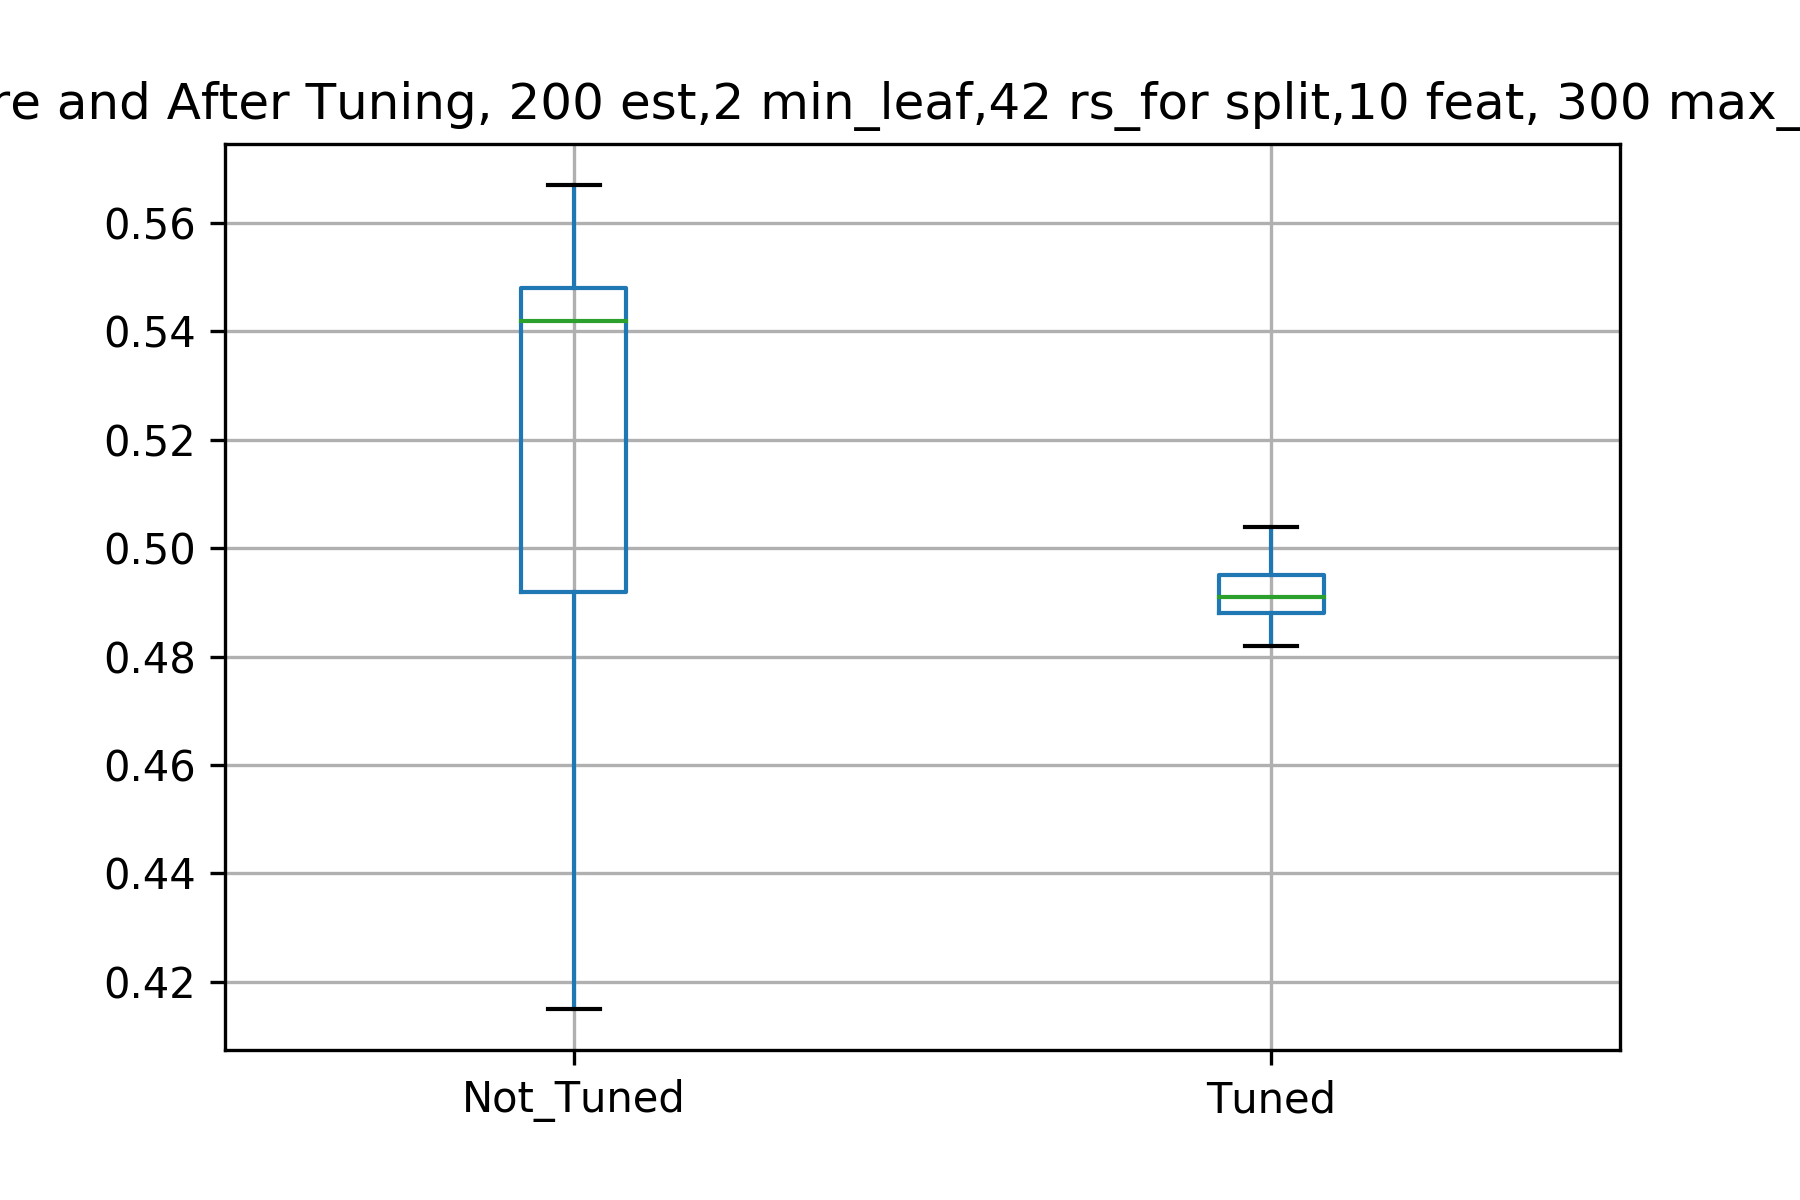 re and After Tuning, 200 est,2 min_leaf,42 rs_for split,10 feat, 300 max_
0.56
0.54
0.52
0.50
0.48
0.46
0.44
0.42
Not_Tuned
Tuned